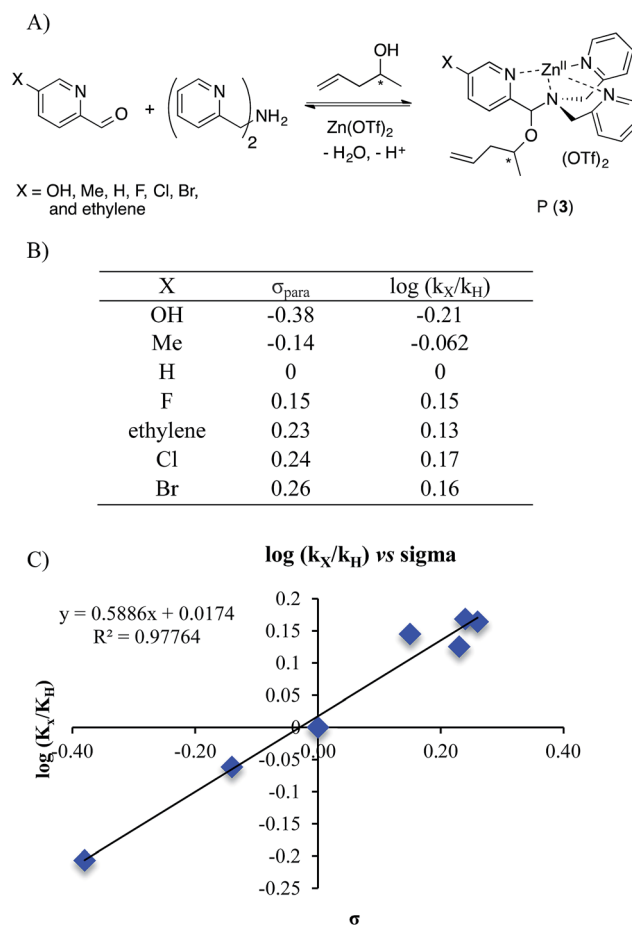 A)
OH
X
N
O
+
N
NH₂
2
*
Zn(OTf)₂
- H₂O, - H⁺
X
N
Zn^II
N
N
N
O
*
(OTf)₂
P (3)
X = OH, Me, H, F, Cl, Br,
and ethylene
B)
X σpara log (kX/kH)
OH -0.38 -0.21
Me -0.14 -0.062
H 0 0
F 0.15 0.15
ethylene 0.23 0.13
Cl 0.24 0.17
Br 0.26 0.16
C)
log (kX/kH) vs sigma
y = 0.5886x + 0.0174
R² = 0.97764
log (Kx/KH)
0.2
0.15
0.1
0.05
0
-0.05
-0.1
-0.15
-0.2
-0.25
-0.40 -0.20 0.00 0.20 0.40
σ